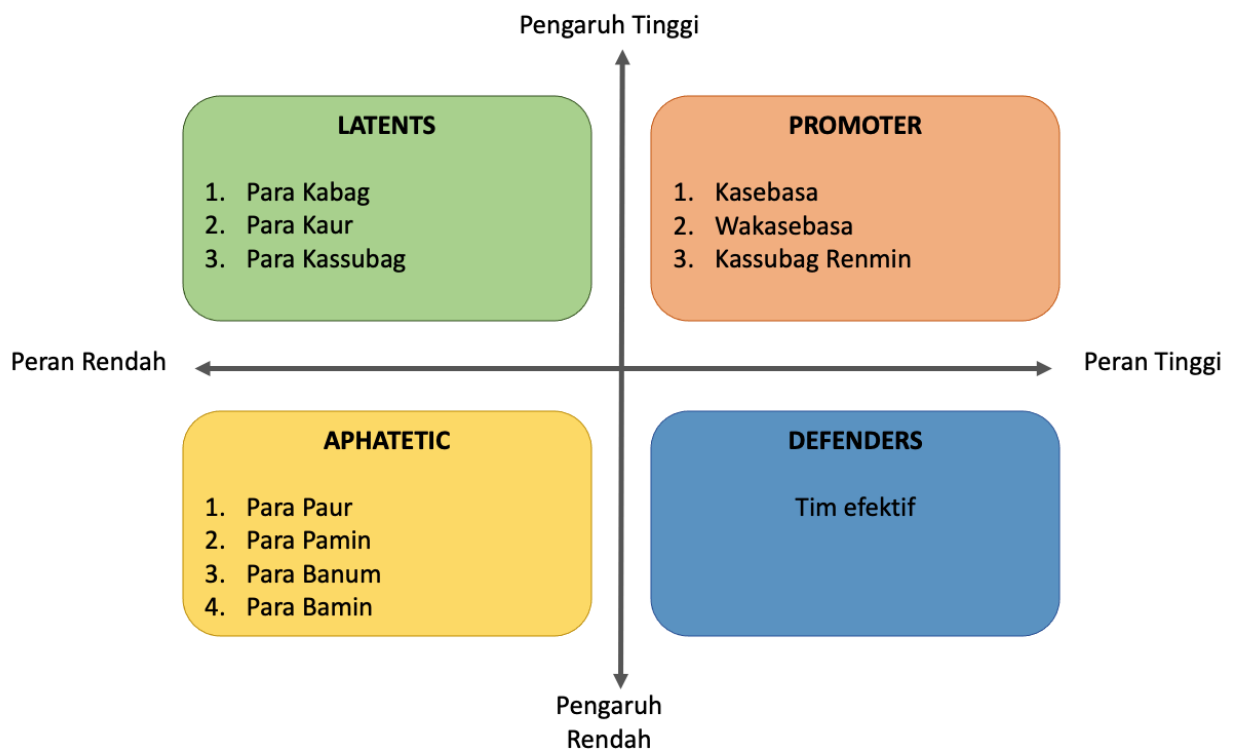 Pengaruh Tinggi
LATENTS
1. Para Kabag
2. Para Kaur
3. Para Kassubag
PROMOTER
1. Kasebasa
2. Wakasebasa
3. Kassubag Renmin
Peran Rendah
Peran Tinggi
APHATETIC
1. Para Paur
2. Para Pamin
3. Para Banum
4. Para Bamin
DEFENDERS
Tim efektif
Pengaruh
Rendah